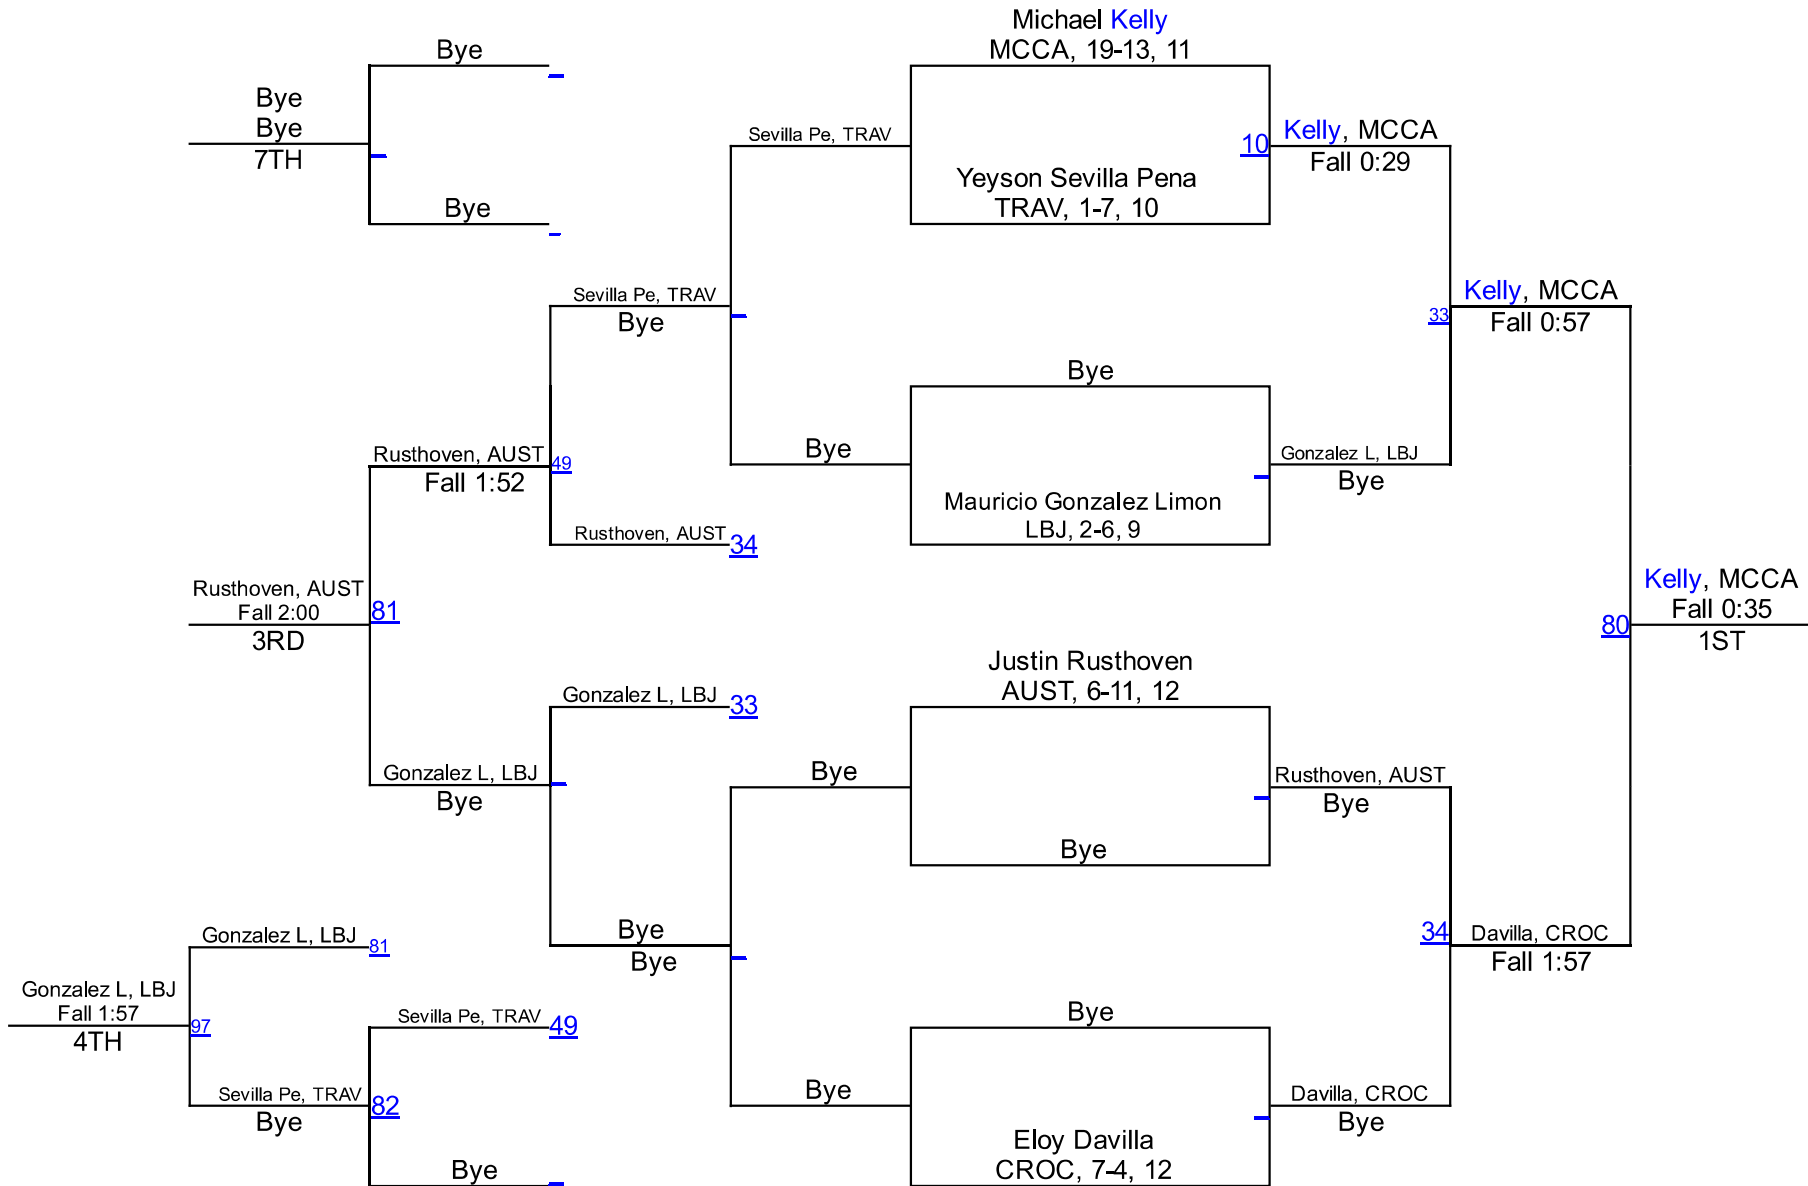 Michael Kelly
MCCA, 19-13, 11
Bye
Bye
Bye
7TH
Sevilla Pe, TRAV
10
Kelly, MCCA
Fall 0:29
Yeyson Sevilla Pena
TRAV, 1-7, 10
Bye
Sevilla Pe, TRAV
Bye
33
Kelly, MCCA
Fall 0:57
Bye
Rusthoven, AUST
Fall 1:52
49
Bye
Gonzalez L, LBJ
Bye
Mauricio Gonzalez Limon
LBJ, 2-6, 9
Rusthoven, AUST
34
Rusthoven, AUST
Fall 2:00
3RD
81
80
Kelly, MCCA
Fall 0:35
1ST
Justin Rusthoven
AUST, 6-11, 12
Gonzalez L, LBJ
33
Gonzalez L, LBJ
Bye
Bye
Rusthoven, AUST
Bye
Bye
Bye
Bye
34
Davilla, CROC
Fall 1:57
Gonzalez L, LBJ
81
Gonzalez L, LBJ
Fall 1:57
4TH
97
Sevilla Pe, TRAV
49
Bye
Sevilla Pe, TRAV
Bye
82
Bye
Davilla, CROC
Bye
Eloy Davilla
CROC, 7-4, 12
Bye